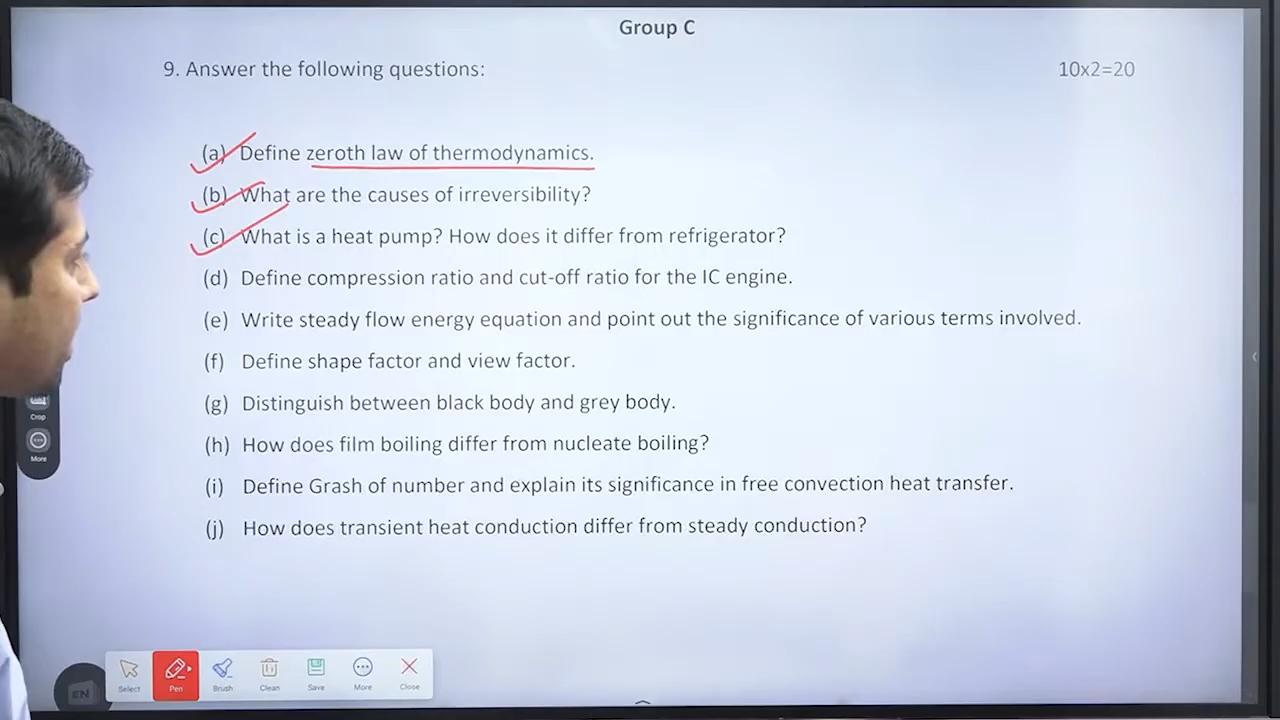 Group C
9. Answer the following questions: 10x2=20
(a) Define zeroth law of thermodynamics.
(b) What are the causes of irreversibility?
(c) What is a heat pump? How does it differ from refrigerator?
(d) Define compression ratio and cut-off ratio for the IC engine.
(e) Write steady flow energy equation and point out the significance of various terms involved.
(f) Define shape factor and view factor.
(g) Distinguish between black body and grey body.
(h) How does film boiling differ from nucleate boiling?
(i) Define Grash of number and explain its significance in free convection heat transfer.
(j) How does transient heat conduction differ from steady conduction?
Crop
More
Select Pen Brush Clean Save More Close
EN